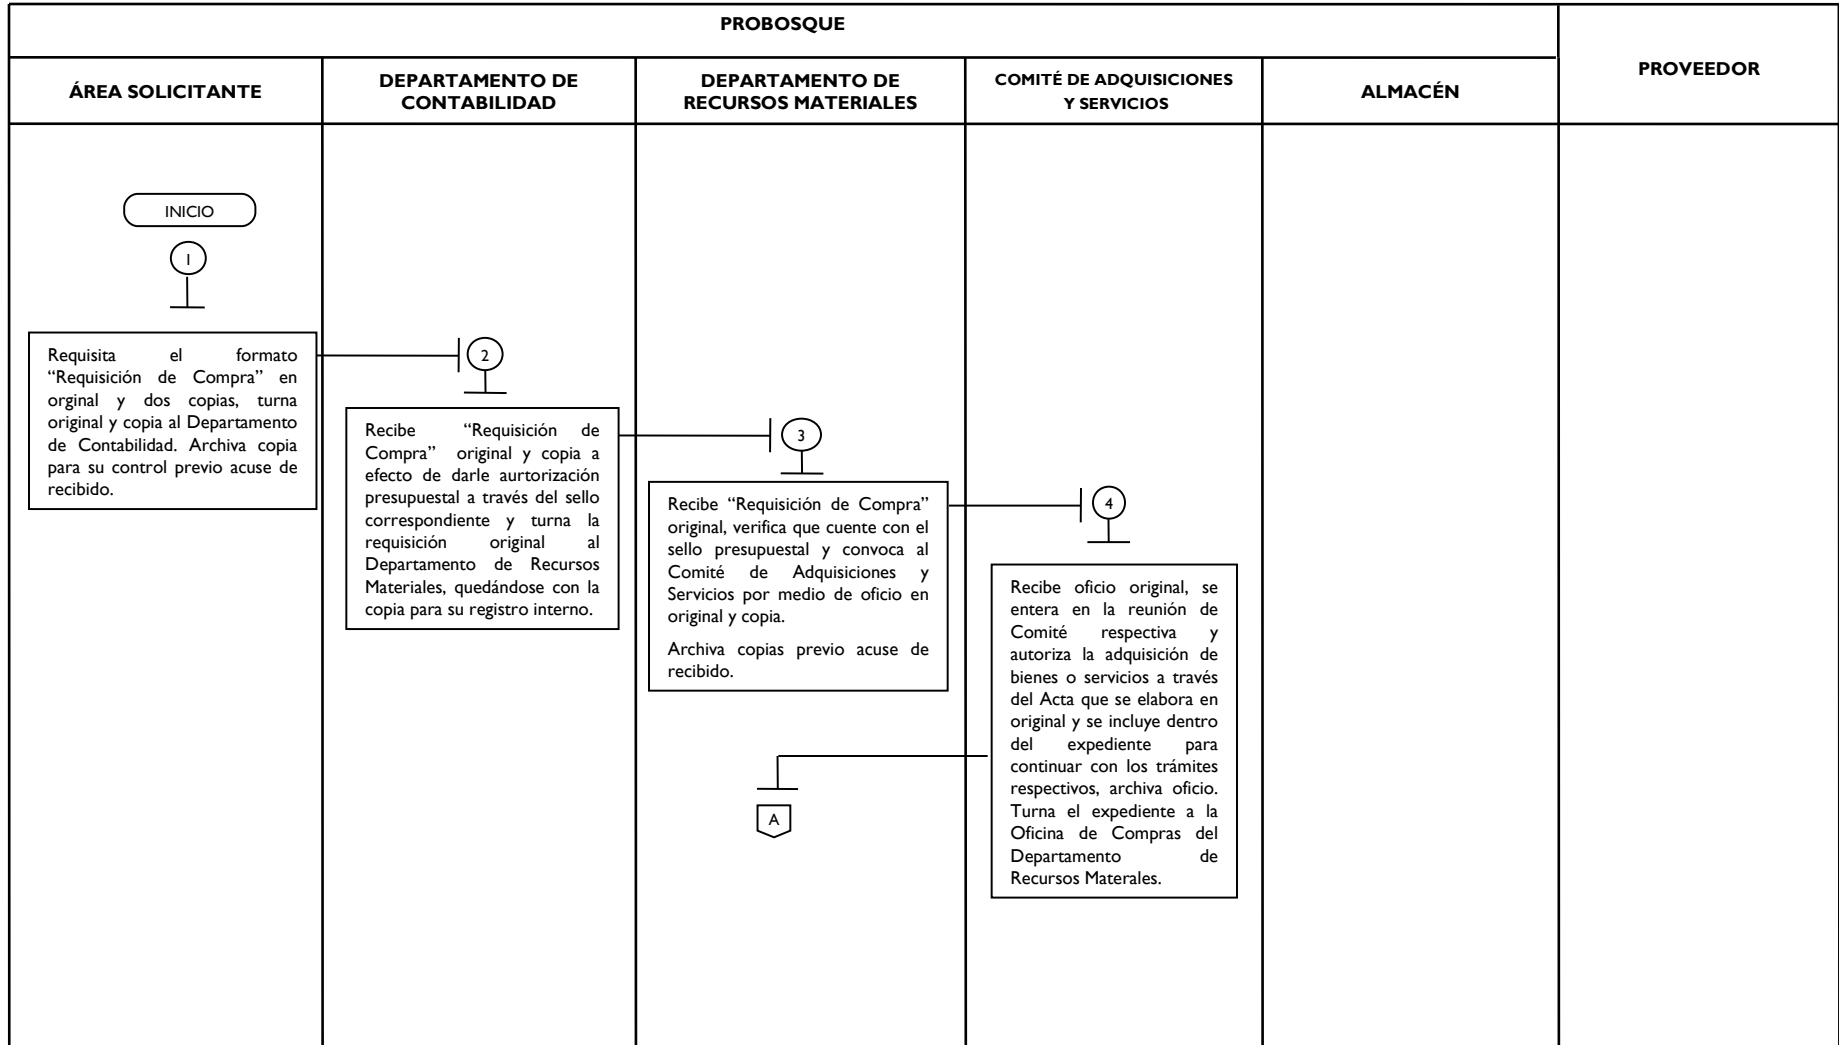 PROBOSQUE
PROVEEDOR
ÁREA SOLICITANTE
DEPARTAMENTO DE
CONTABILIDAD
DEPARTAMENTO DE
RECURSOS MATERIALES
COMITÉ DE ADQUISICIONES
Y SERVICIOS
ALMACÉN
INICIO
1
Requisita el formato
“Requisición de Compra” en
orginal y dos copias, turna
original y copia al Departamento
de Contabilidad. Archiva copia
para su control previo acuse de
recibido.
2
Recibe “Requisición de
Compra” original y copia a
efecto de darle aurtorización
presupuestal a través del sello
correspondiente y turna la
requisición original al
Departamento de Recursos
Materiales, quedándose con la
copia para su registro interno.
3
Recibe “Requisición de Compra”
original, verifica que cuente con el
sello presupuestal y convoca al
Comité de Adquisiciones y
Servicios por medio de oficio en
original y copia.
Archiva copias previo acuse de
recibido.
4
Recibe oficio original, se
entera en la reunión de
Comité respectiva y
autoriza la adquisición de
bienes o servicios a través
del Acta que se elabora en
original y se incluye dentro
del expediente para
continuar con los trámites
respectivos, archiva oficio.
Turna el expediente a la
Oficina de Compras del
Departamento de
Recursos Materales.
A